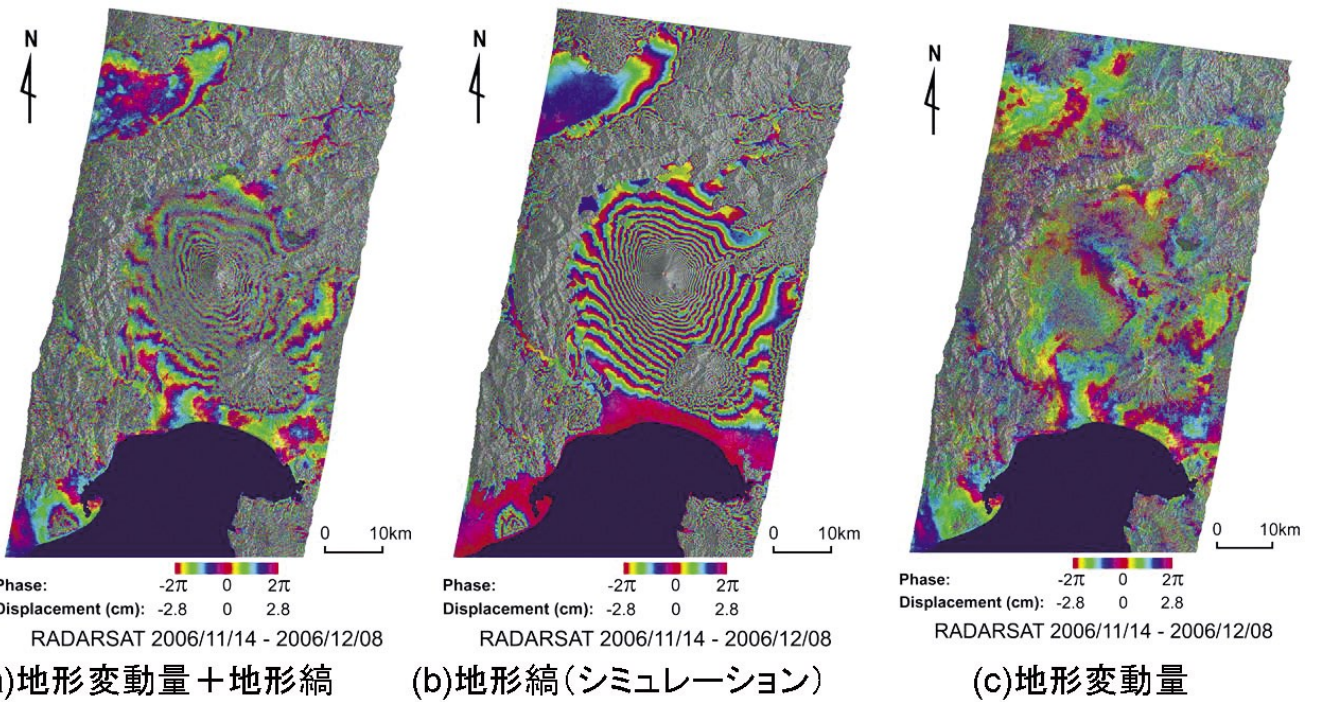 N
0 10km
Phase: -2π 0 2π
Displacement (cm): -2.8 0 2.8
RADARSAT 2006/11/14 - 2006/12/08
)地形変動量＋地形縞
N
0 10km
Phase: -2π 0 2π
Displacement (cm): -2.8 0 2.8
RADARSAT 2006/11/14 - 2006/12/08
(b)地形縞(シミュレーション)
N
0 10km
Phase: -2π 0 2π
Displacement (cm): -2.8 0 2.8
RADARSAT 2006/11/14 - 2006/12/08
(c)地形変動量